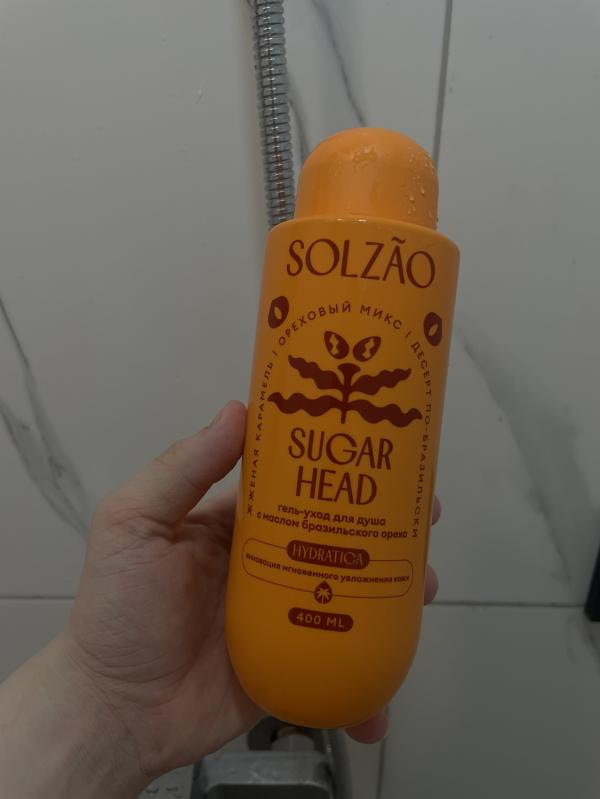 SOLZÃO
ЖЖЕНАЯ КАРАМЕЛЬ | ОРЕХОВЫЙ МИКС | ДЕСЕРТ ПО-БРАЗИЛЬСКИ
SUGAR
HEAD
гель-уход для душа
с маслом бразильского ореха
HYDRATICA
инновация мгновенного увлажнения кожи
400 ML